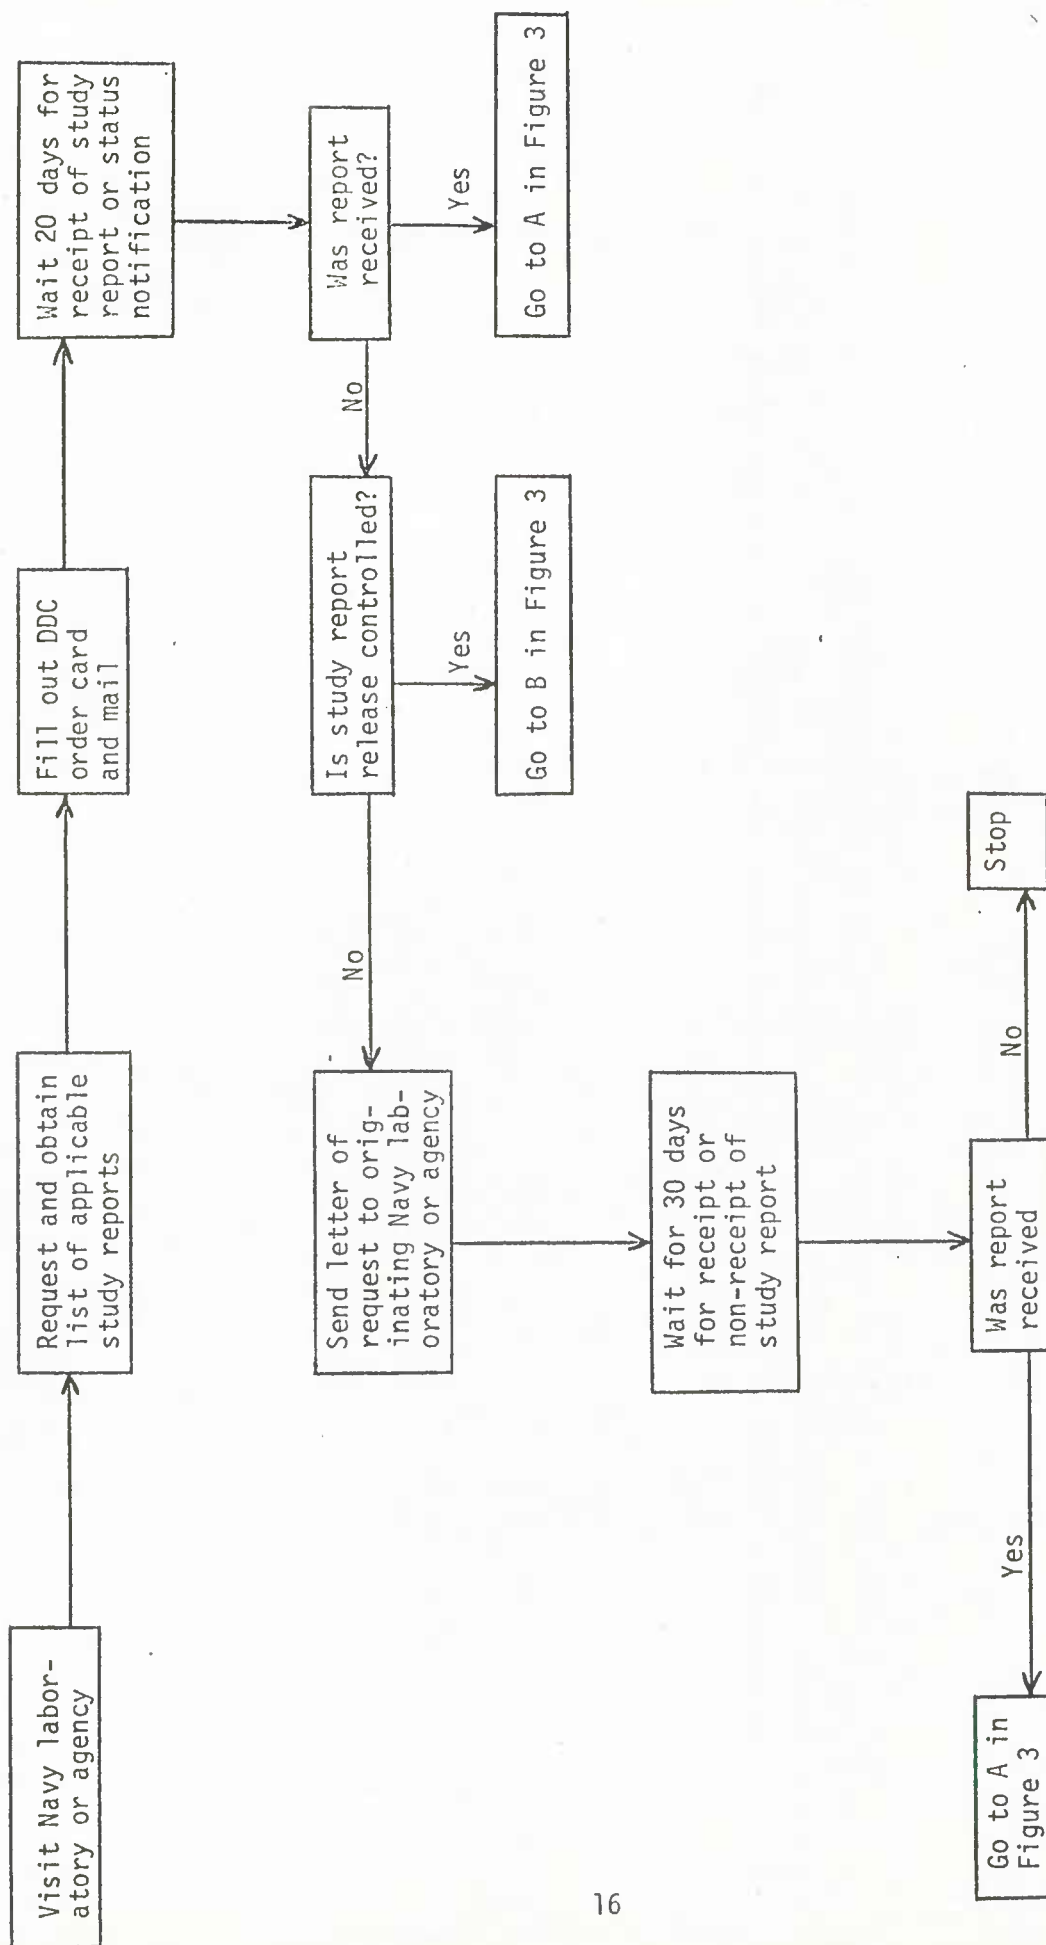 Visit Navy labor-
atory or agency
Request and obtain
list of applicable
study reports
Fill out DDC
order card
and mail
Wait 20 days for
receipt of study
report or status
notification
Was report
received?
Yes
Go to A in Figure 3
No
Is study report
release controlled?
Yes
Go to B in Figure 3
No
Send letter of
request to orig-
inating Navy lab-
oratory or agency
Wait for 30 days
for receipt or
non-receipt of
study report
Was report
received
No
Stop
Yes
Go to A in
Figure 3
16